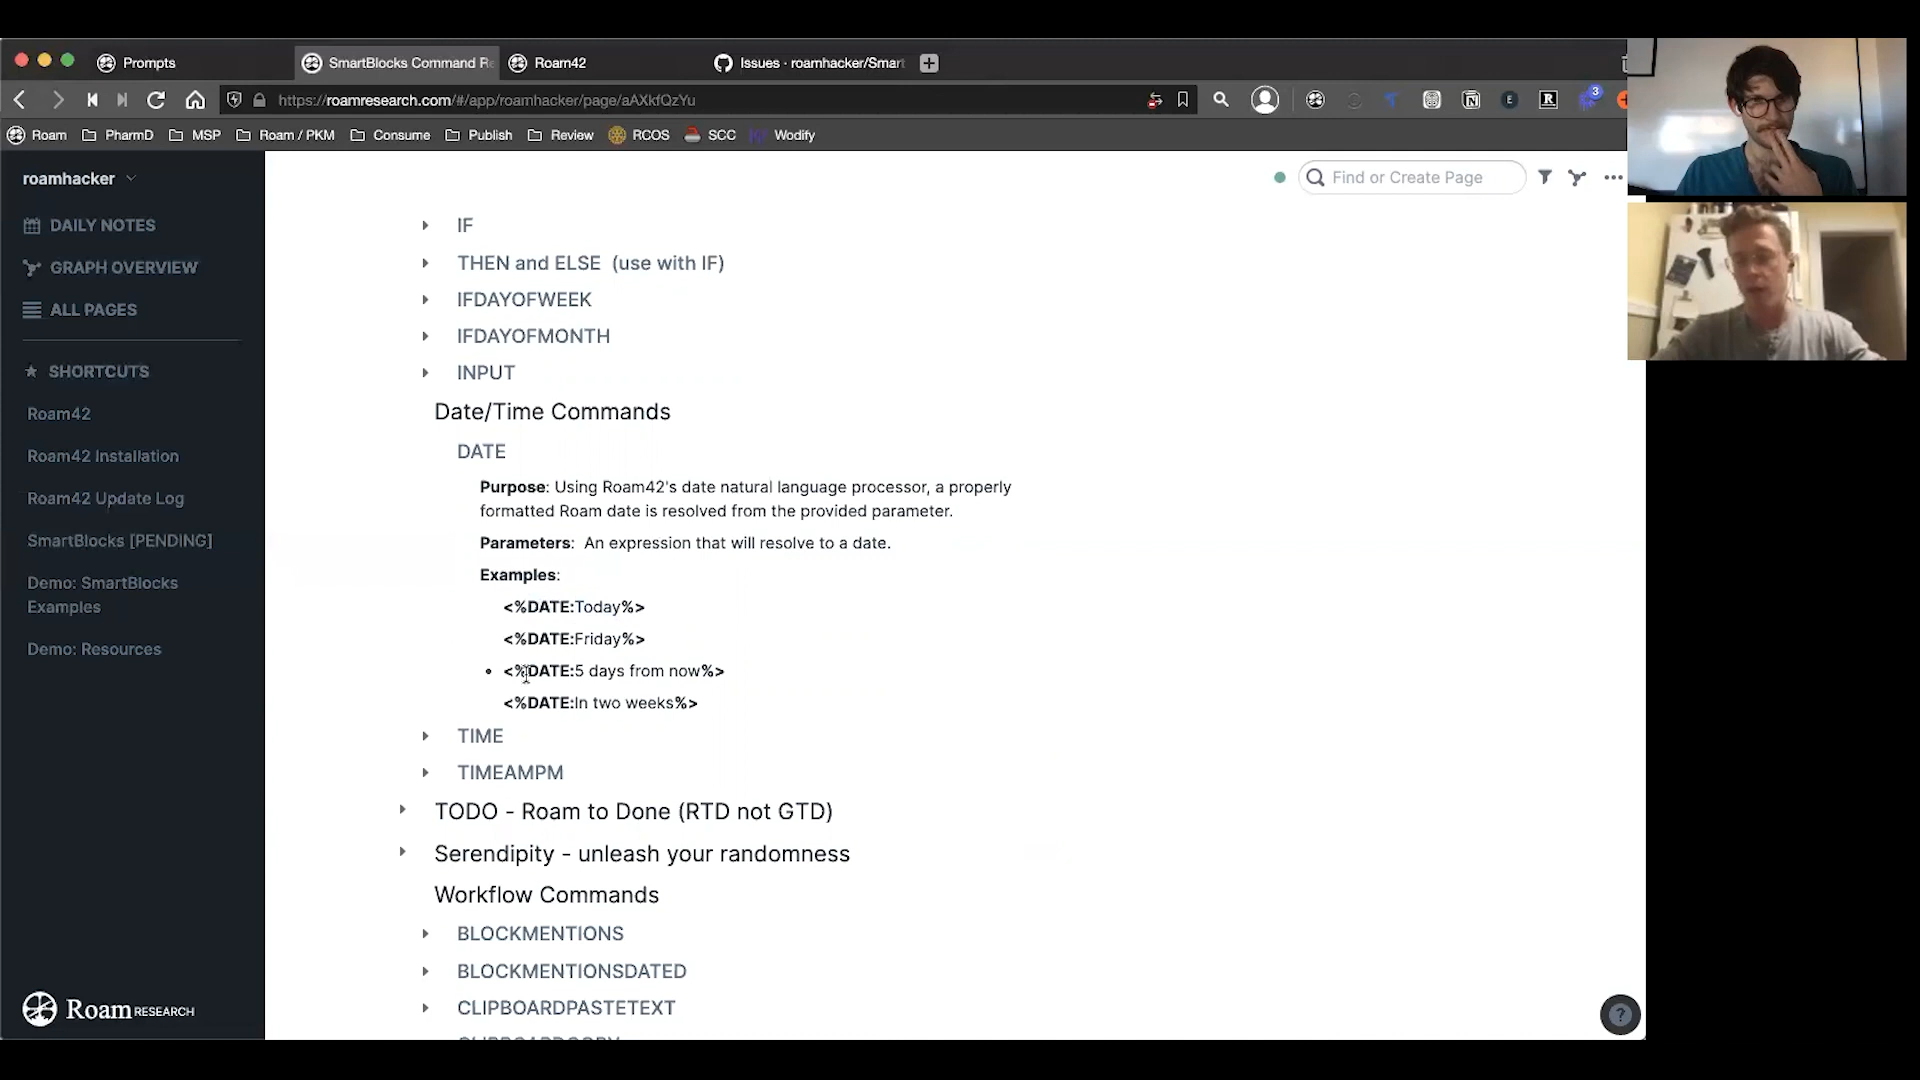 Prompts
SmartBlocks Command Re
Roam42
Issues · roamhacker/Smart
https://roamresearch.com/#/app/roamhacker/page/aAXkfQzYu
3
Roam
PharmD
MSP
Roam / PKM
Consume
Publish
Review
RCOS
SCC
Wodify
roamhacker
DAILY NOTES
GRAPH OVERVIEW
ALL PAGES
SHORTCUTS
Roam42
Roam42 Installation
Roam42 Update Log
SmartBlocks [PENDING]
Demo: SmartBlocks
Examples
Demo: Resources
Roam RESEARCH
Find or Create Page
IF
THEN and ELSE (use with IF)
IFDAYOFWEEK
IFDAYOFMONTH
INPUT
Date/Time Commands
DATE
Purpose: Using Roam42's date natural language processor, a properly
formatted Roam date is resolved from the provided parameter.
Parameters: An expression that will resolve to a date.
Examples:
<%DATE:Today%>
<%DATE:Friday%>
<%DATE:5 days from now%>
<%DATE:In two weeks%>
TIME
TIMEAMPM
TODO - Roam to Done (RTD not GTD)
Serendipity - unleash your randomness
Workflow Commands
BLOCKMENTIONS
BLOCKMENTIONSDATED
CLIPBOARDPASTETEXT
?